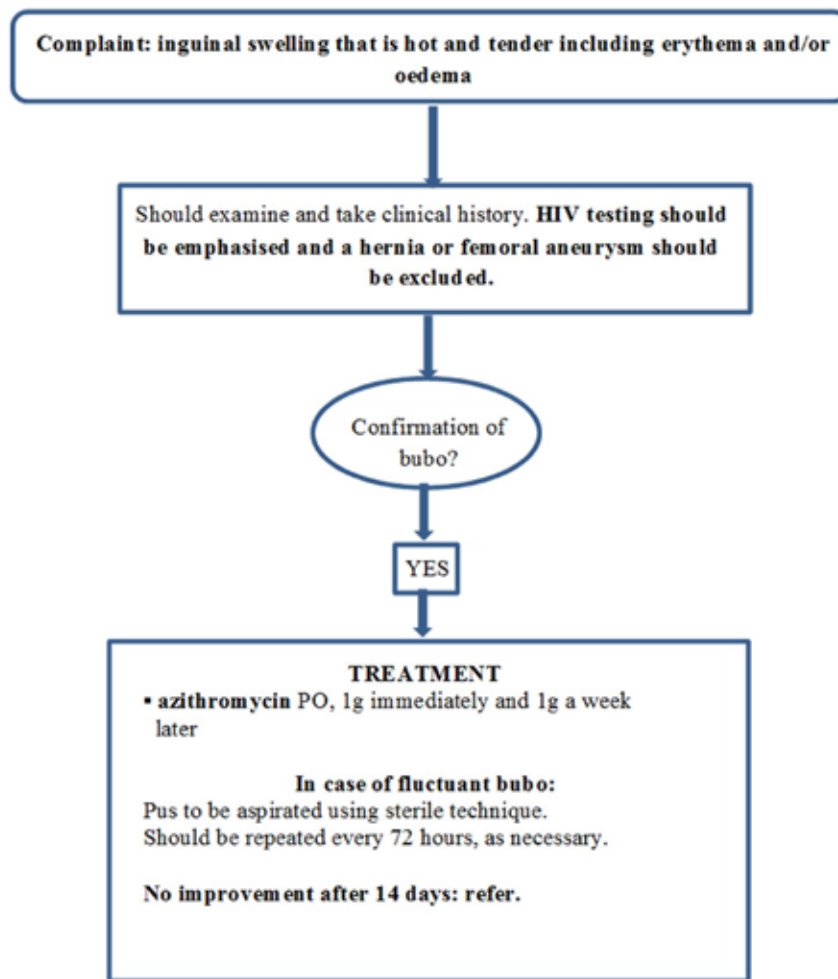 Complaint: inguinal swelling that is hot and tender including erythema and/or
oedema
Should examine and take clinical history. HIV testing should
be emphasised and a hernia or femoral aneurysm should
be excluded.
Confirmation of
bubo?
YES
TREATMENT
▪ azithromycin PO, 1g immediately and 1g a week
later
In case of fluctuant bubo:
Pus to be aspirated using sterile technique.
Should be repeated every 72 hours, as necessary.
No improvement after 14 days: refer.